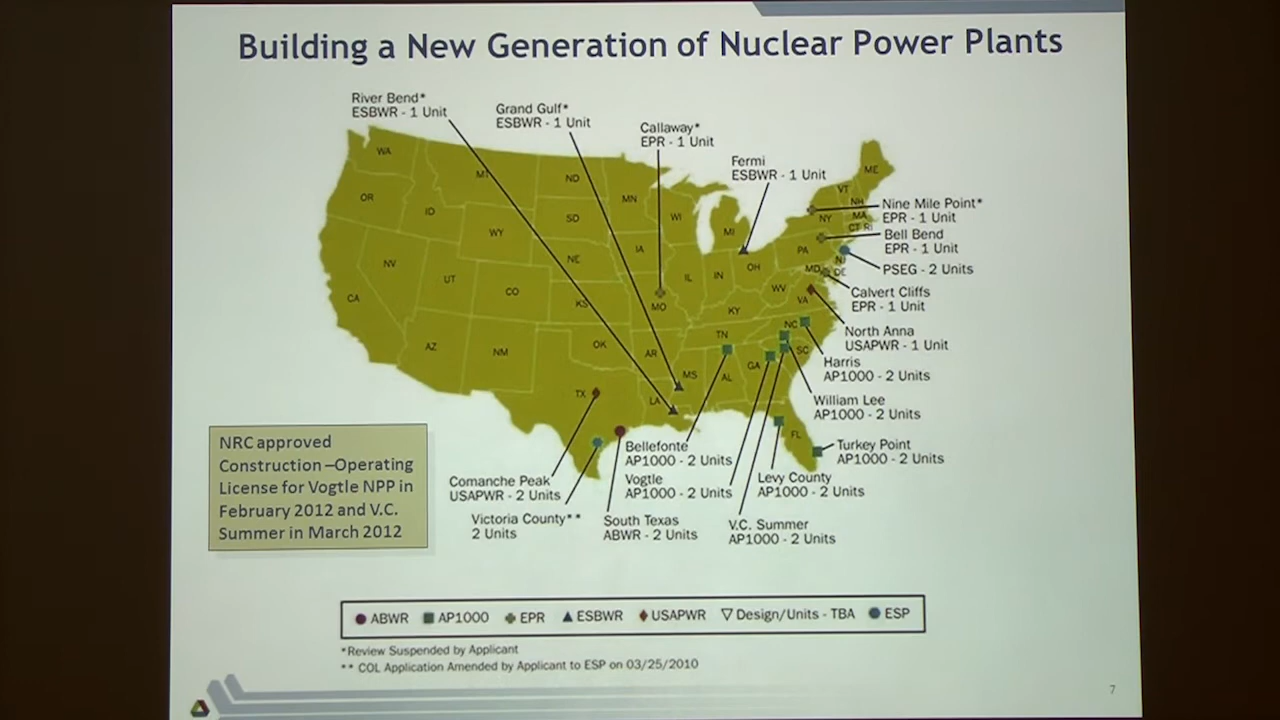 Building a New Generation of Nuclear Power Plants
River Bend*
ESBWR - 1 Unit
Grand Gulf*
ESBWR - 1 Unit
Callaway*
EPR - 1 Unit
Fermi
ESBWR - 1 Unit
Nine Mile Point*
EPR - 1 Unit
Bell Bend
EPR - 1 Unit
PSEG - 2 Units
Calvert Cliffs
EPR - 1 Unit
North Anna
USAPWR - 1 Unit
Harris
AP1000 - 2 Units
William Lee
AP1000 - 2 Units
Turkey Point
AP1000 - 2 Units
Levy County
AP1000 - 2 Units
V.C. Summer
AP1000 - 2 Units
Bellefonte
AP1000 - 2 Units
Vogtle
AP1000 - 2 Units
South Texas
ABWR - 2 Units
Comanche Peak
USAPWR - 2 Units
Victoria County**
2 Units
WA
MT
ND
MN
ME
VT
NH
OR
ID
SD
WI
MI
NY
MA
CT RI
WY
IA
PA
NJ
NV
NE
OH
MD DE
UT
IL
IN
WV
CA
CO
KS
MO
KY
VA
AZ
NM
OK
AR
TN
NC
SC
MS
AL
GA
TX
LA
FL
NRC approved
Construction –Operating
License for Vogtle NPP in
February 2012 and V.C.
Summer in March 2012
ABWR AP1000 EPR ESBWR USAPWR Design/Units - TBA ESP
*Review Suspended by Applicant
** COL Application Amended by Applicant to ESP on 03/25/2010
7